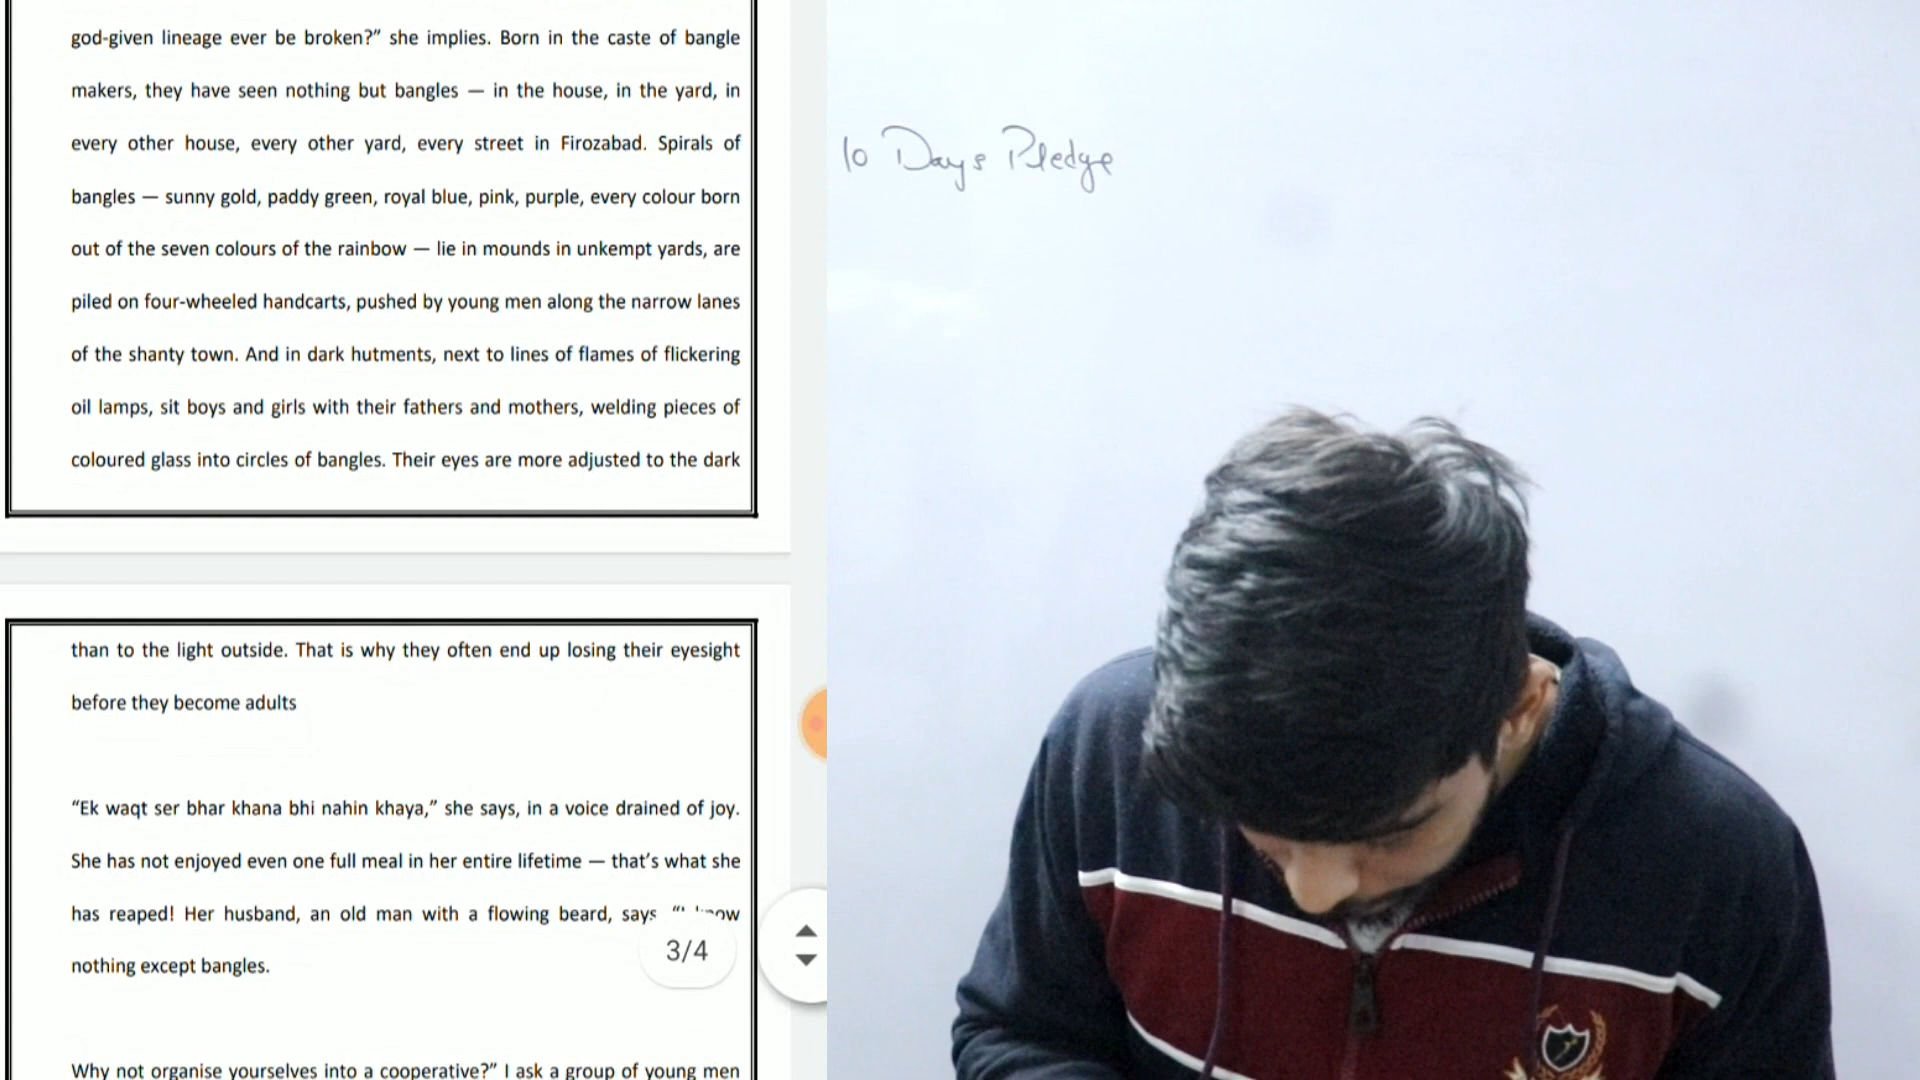 god-given lineage ever be broken?” she implies. Born in the caste of bangle
makers, they have seen nothing but bangles — in the house, in the yard, in
every other house, every other yard, every street in Firozabad. Spirals of
bangles — sunny gold, paddy green, royal blue, pink, purple, every colour born
out of the seven colours of the rainbow — lie in mounds in unkempt yards, are
piled on four-wheeled handcarts, pushed by young men along the narrow lanes
of the shanty town. And in dark hutments, next to lines of flames of flickering
oil lamps, sit boys and girls with their fathers and mothers, welding pieces of
coloured glass into circles of bangles. Their eyes are more adjusted to the dark
than to the light outside. That is why they often end up losing their eyesight
before they become adults
“Ek waqt ser bhar khana bhi nahin khaya,” she says, in a voice drained of joy.
She has not enjoyed even one full meal in her entire lifetime — that’s what she
has reaped! Her husband, an old man with a flowing beard, says
nothing except bangles.
3/4
Why not organise yourselves into a cooperative?” I ask a group of young men
10 Days Pledge